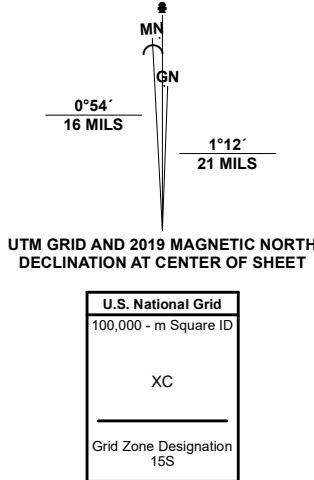 MN
GN
0°54´
16 MILS
1°12´
21 MILS
UTM GRID AND 2019 MAGNETIC NORTH
DECLINATION AT CENTER OF SHEET
U.S. National Grid
100,000 - m Square ID
XC
Grid Zone Designation
15S